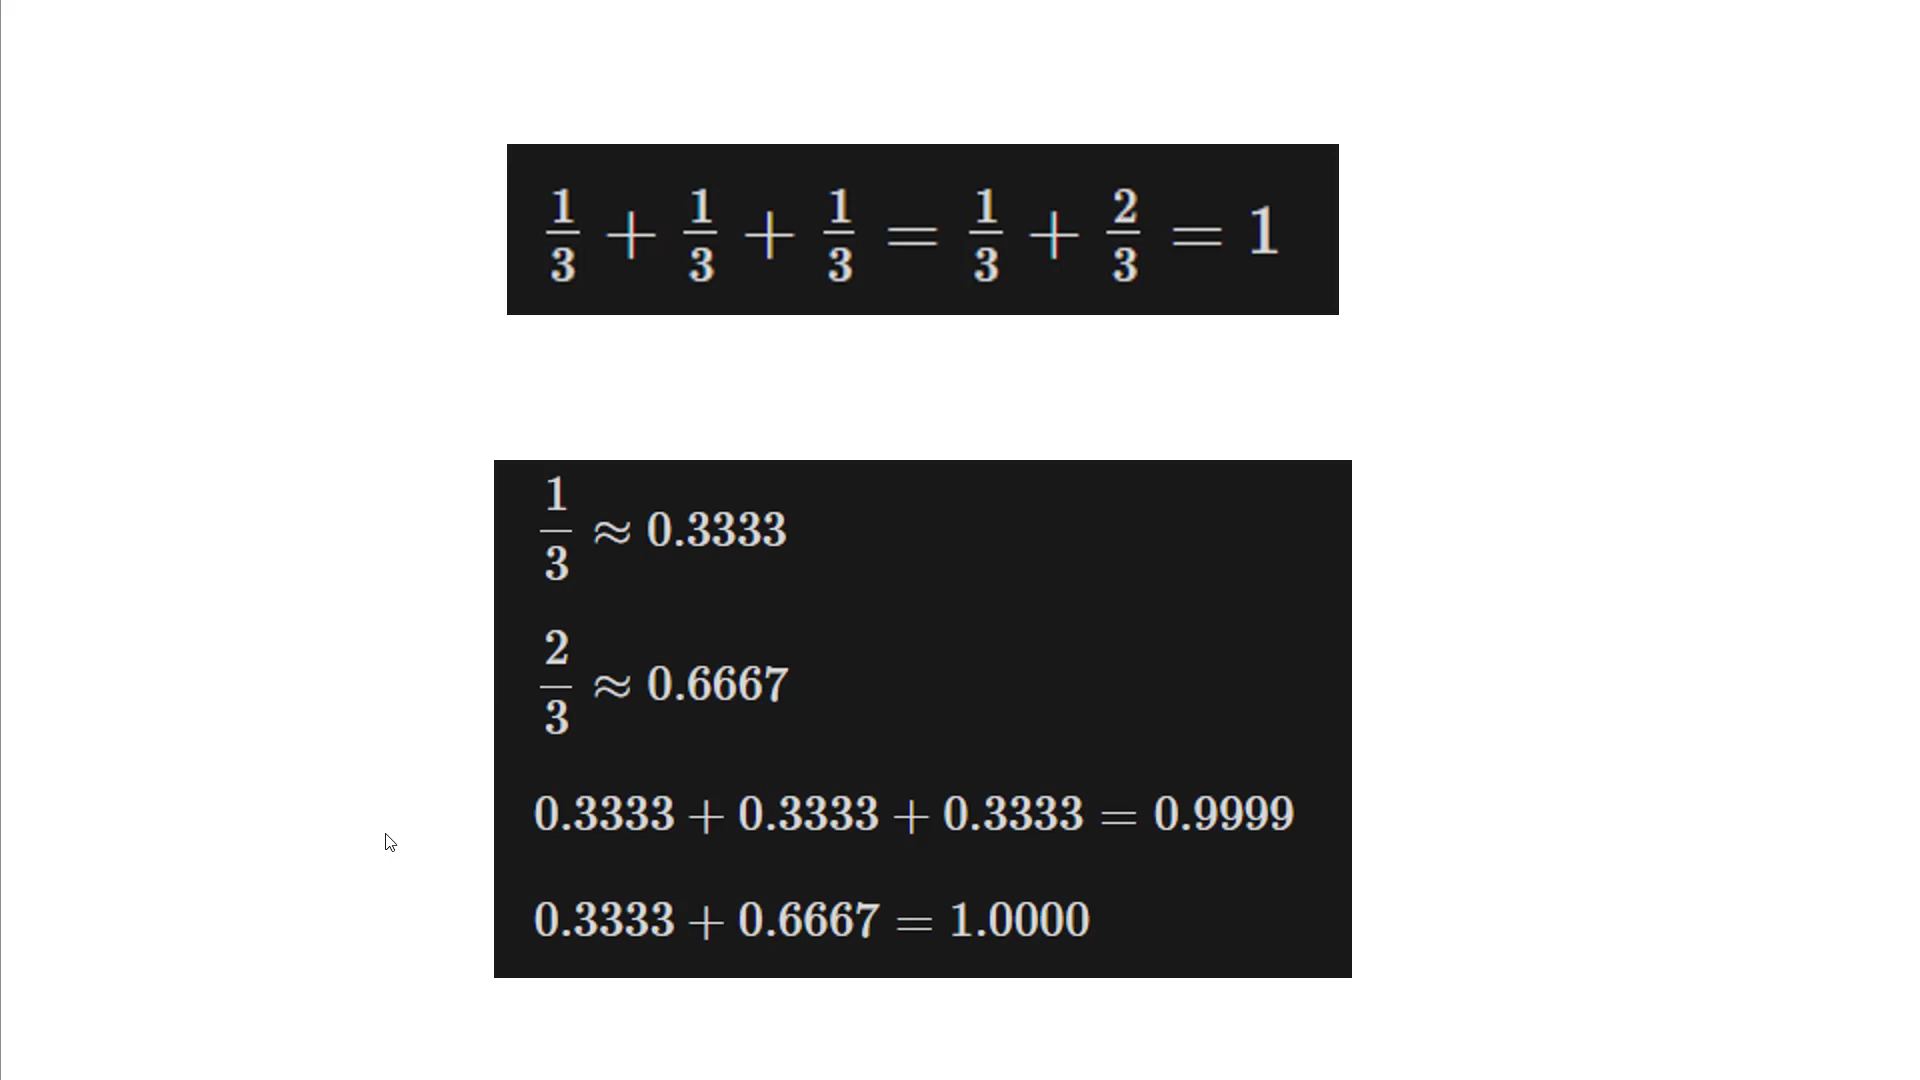 1/3 + 1/3 + 1/3 = 1/3 + 2/3 = 1
1/3 ≈ 0.3333
2/3 ≈ 0.6667
0.3333 + 0.3333 + 0.3333 = 0.9999
0.3333 + 0.6667 = 1.0000